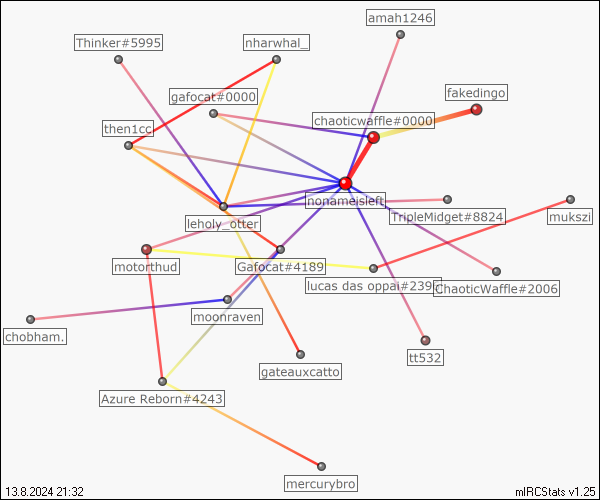 amah1246
Thinker#5995
nharwhal_
fakedingo
gafocat#0000
chaoticwaffle#0000
then1cc
nonameisleft
TripleMidget#8824
mukszi
leholy_otter
motorthud
Gafocat#4189
lucas das oppai#239
ChaoticWaffle#2006
moonraven
chobham.
tt532
gateauxcatto
Azure Reborn#4243
mercurybro
13.8.2024 21:32
mIRCStats v1.25